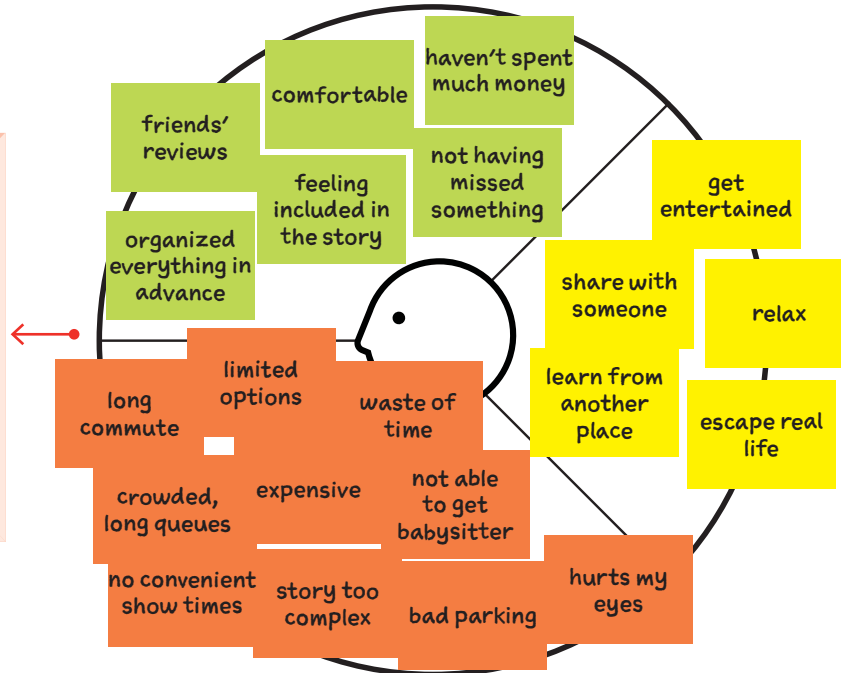 haven't spent
much money
comfortable
friends'
reviews
not having
missed
something
feeling
included in
the story
organized
everything in
advance
get
entertained
share with
someone
relax
learn from
another
place
escape real
life
limited
options
long
commute
waste of
time
crowded,
long queues
expensive
not able
to get
babysitter
no convenient
show times
story too
complex
bad parking
hurts my
eyes